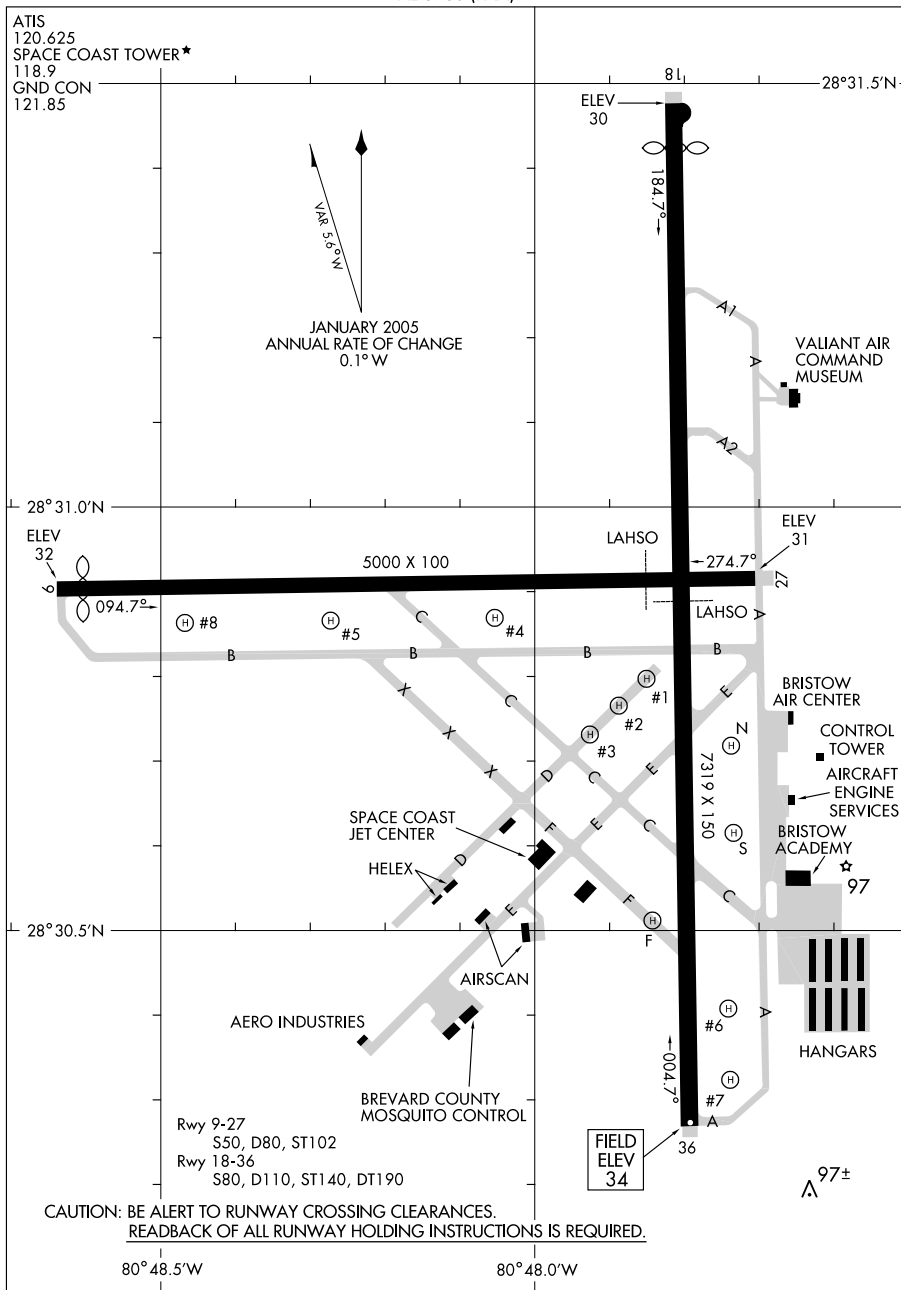 ATIS
120.625
SPACE COAST TOWER★
118.9
GND CON
121.85
18
28°31.5'N
ELEV
30
184.7°
VAR 5.6° W
JANUARY 2005
ANNUAL RATE OF CHANGE
0.1° W
A1
A
VALIANT AIR
COMMAND
MUSEUM
A2
28°31.0'N
ELEV
32
5000 X 100
LAHSO
ELEV
31
274.7°
9
27
094.7°
LAHSO
A
H #8
H #5
H #4
C
B
B
B
B
H #1
H #2
H #3
X
X
X
C
E
BRISTOW
AIR CENTER
N
H
CONTROL
TOWER
7319 X 150
D
C
E
AIRCRAFT
ENGINE
SERVICES
SPACE COAST
JET CENTER
F
E
C
H
S
BRISTOW
ACADEMY
97
HELEX
D
E
F
C
H
F
28°30.5'N
AIRSCAN
AERO INDUSTRIES
H
#6
A
HANGARS
004.7°
BREVARD COUNTY
MOSQUITO CONTROL
H
#7
A
Rwy 9-27
S50, D80, ST102
Rwy 18-36
S80, D110, ST140, DT190
FIELD
ELEV
34
36
97±
CAUTION: BE ALERT TO RUNWAY CROSSING CLEARANCES.
READBACK OF ALL RUNWAY HOLDING INSTRUCTIONS IS REQUIRED.
80°48.5'W
80°48.0'W